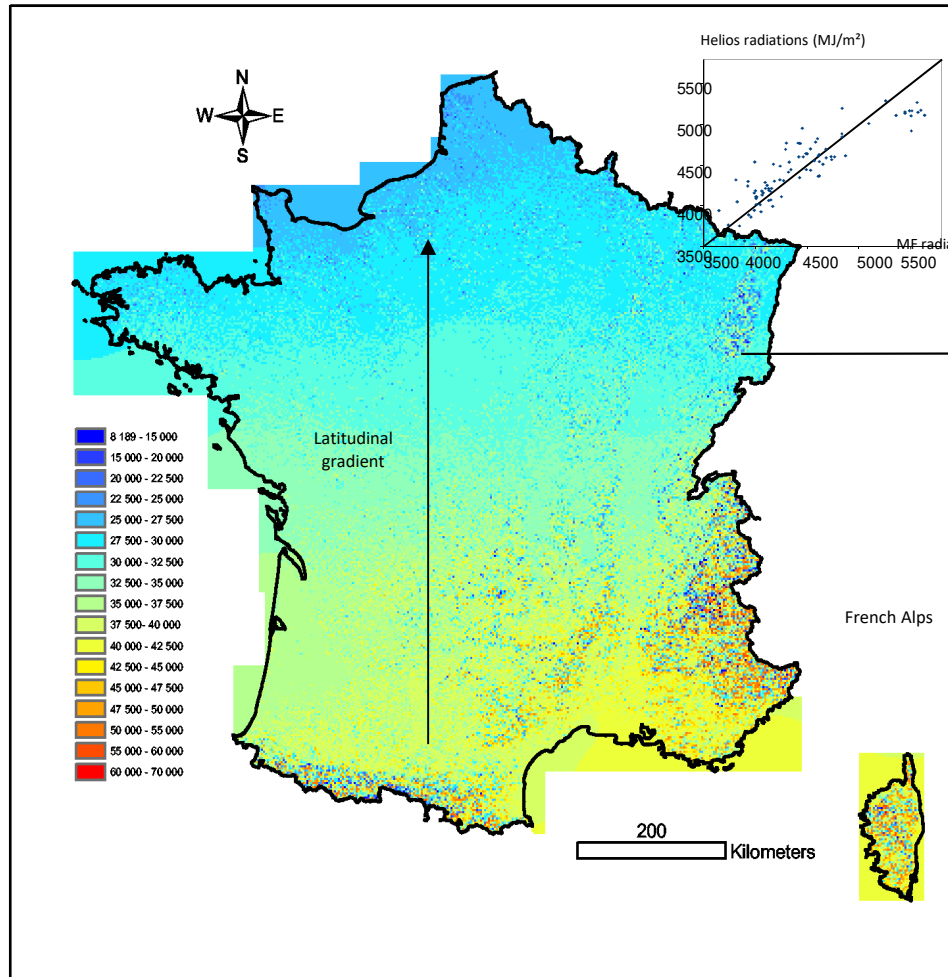 Helios radiations (MJ/m²)
N
W
E
S
5500
5000
4500
4000
3500
MF radia
3500
4000
4500
5000
5500
Latitudinal
gradient
8 189 - 15 000
15 000 - 20 000
20 000 - 22 500
22 500 - 25 000
25 000 - 27 500
27 500 - 30 000
30 000 - 32 500
32 500 - 35 000
35 000 - 37 500
37 500 - 40 000
40 000 - 42 500
42 500 - 45 000
45 000 - 47 500
47 500 - 50 000
50 000 - 55 000
55 000 - 60 000
60 000 - 70 000
French Alps
200
Kilometers